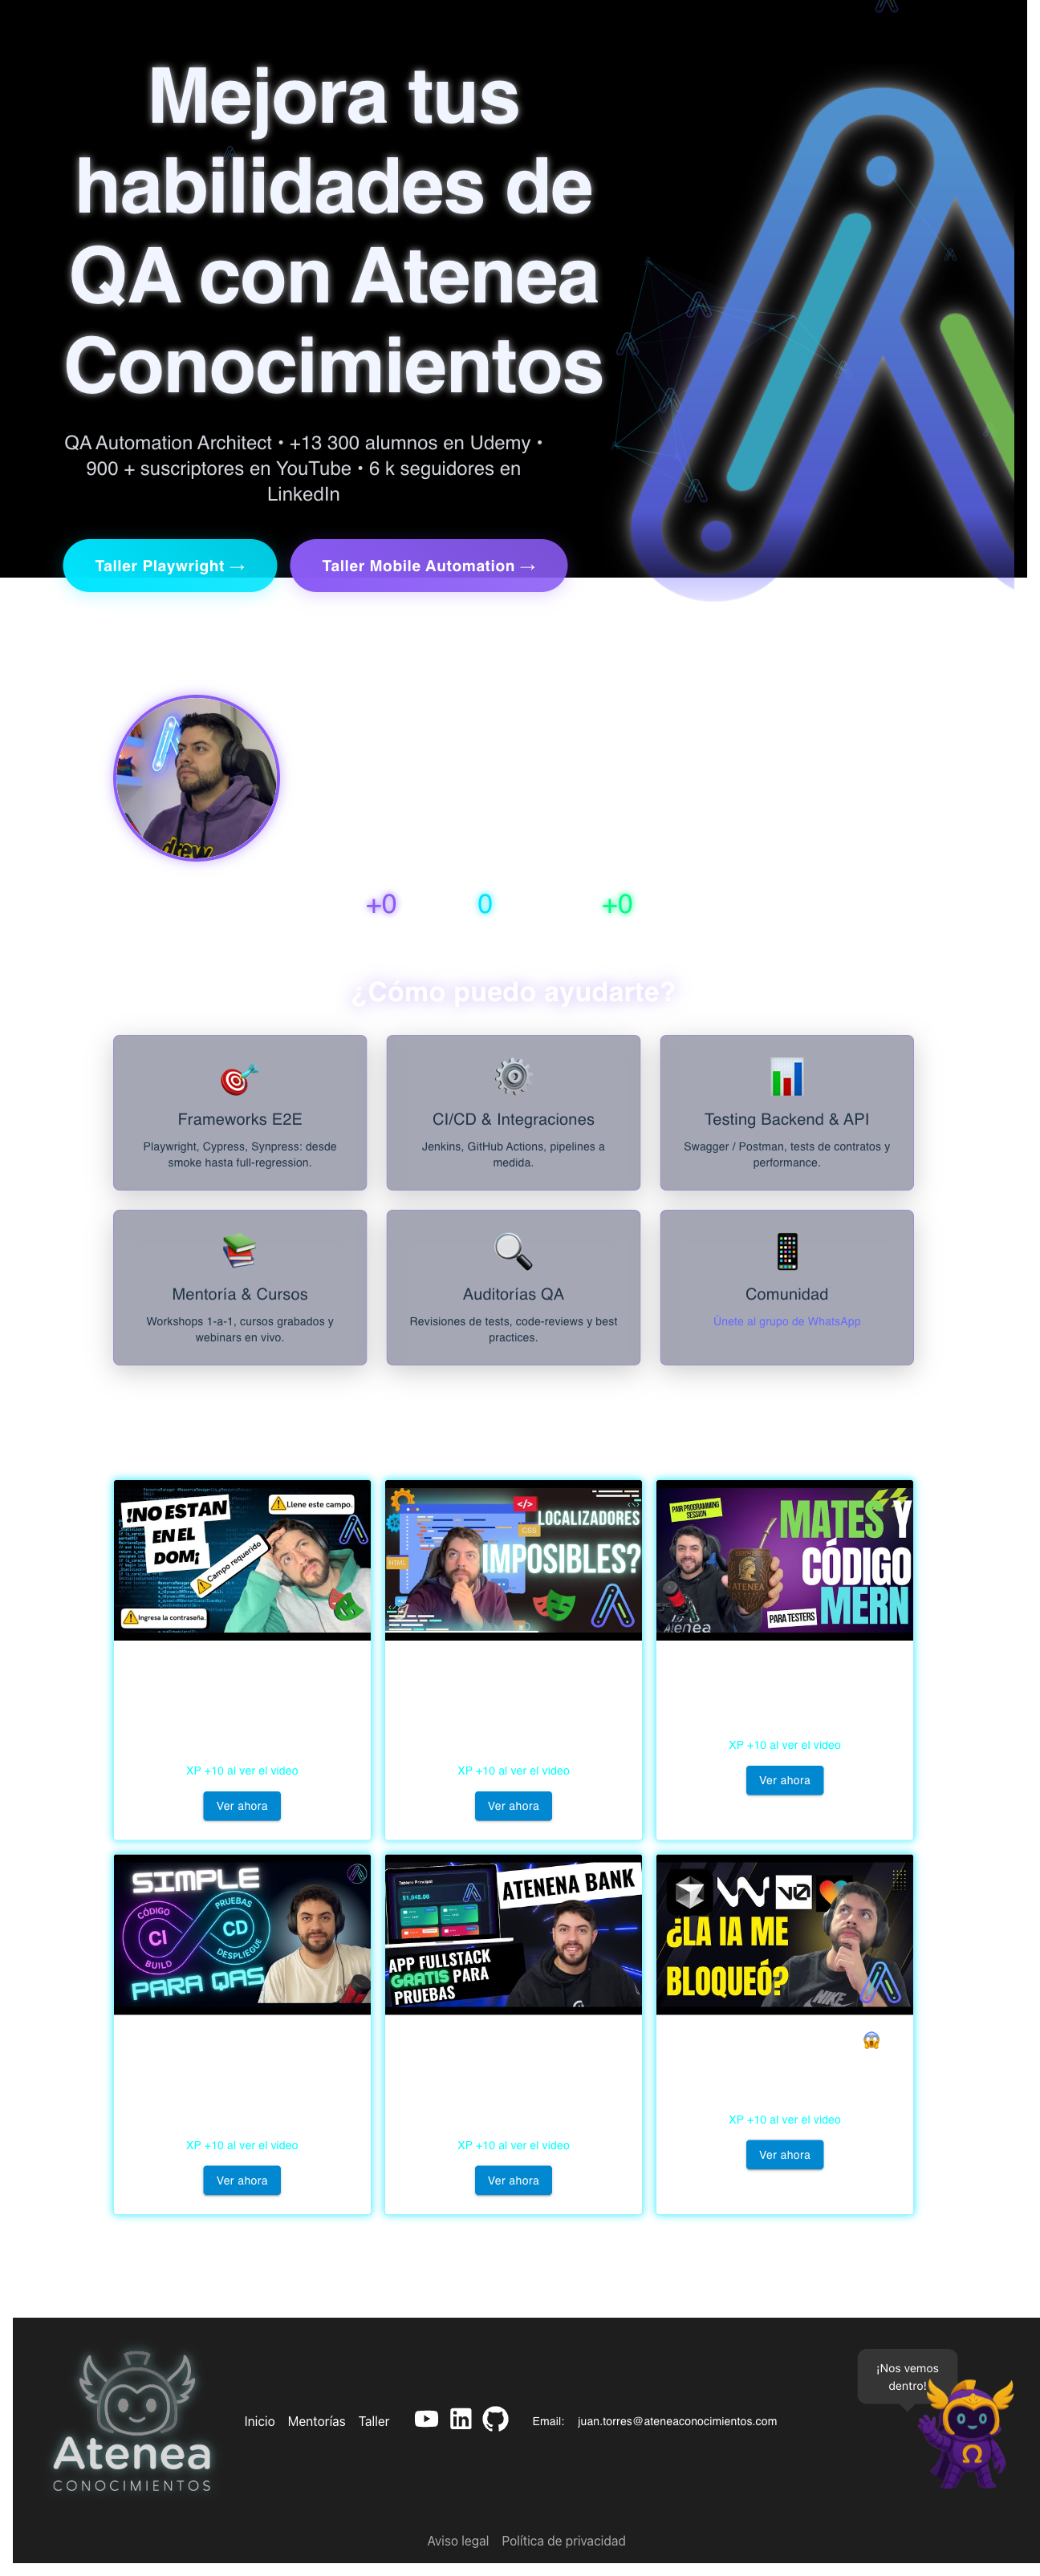 Mejora tus
habilidades de
QA con Atenea
Conocimientos
QA Automation Architect • +13 300 alumnos en Udemy •
900 + suscriptores en YouTube • 6 k seguidores en
LinkedIn
Taller Playwright →
Taller Mobile Automation →
drew
+0
0
+0
¿Cómo puedo ayudarte?
Frameworks E2E
Playwright, Cypress, Synpress: desde
smoke hasta full-regression.
CI/CD & Integraciones
Jenkins, GitHub Actions, pipelines a
medida.
Testing Backend & API
Swagger / Postman, tests de contratos y
performance.
Mentoría & Cursos
Workshops 1-a-1, cursos grabados y
webinars en vivo.
Auditorías QA
Revisiones de tests, code-reviews y best
practices.
Comunidad
Únete al grupo de WhatsApp
!NO ESTAN
EN EL
DOM¡
Llene este campo.
Campo requerido
Ingresa la contraseña.
XP +10 al ver el video
Ver ahora
</>
LOCALIZADORES
CSS
IMPOSIBLES?
HTML
XP +10 al ver el video
Ver ahora
PAIR PROGRAMMING
SESSION
MATES Y
CÓDIGO
MERN
ATENEA
PARA TESTERS
Atenea
XP +10 al ver el video
Ver ahora
SIMPLE
CÓDIGO
CI
BUILD
PRUEBAS
CD
DESPLIEGUE
PARA QAS
XP +10 al ver el video
Ver ahora
Tablero Principal
$1,948.00
ATENENA BANK
APP FULLSTACK
GRATIS PARA
PRUEBAS
XP +10 al ver el video
Ver ahora
v0
¿LA IA ME
BLOQUEÓ?
NIKE
XP +10 al ver el video
Ver ahora
Atenea
CONOCIMIENTOS
Inicio
Mentorías
Taller
Email:
juan.torres@ateneaconocimientos.com
¡Nos vemos
dentro!
Ω
Aviso legal
Política de privacidad